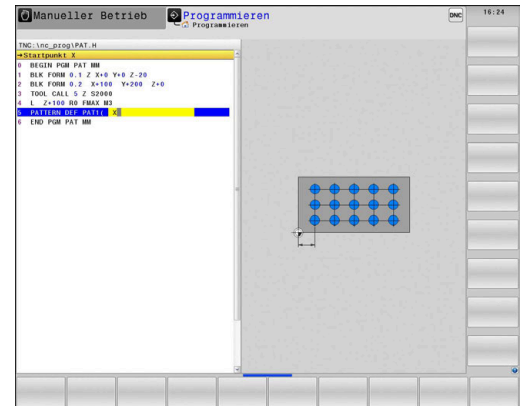 Manueller Betrieb
Programmieren
Programmieren
DNC
16:24
TNC:\nc_prog\PAT.H
→Startpunkt X
0 BEGIN PGM PAT MM
1 BLK FORM 0.1 Z X+0 Y+0 Z-20
2 BLK FORM 0.2 X+100 Y+200 Z+0
3 TOOL CALL 5 Z S2000
4 L Z+100 R0 FMAX M3
5 PATTERN DEF PAT1( X
6 END PGM PAT MM